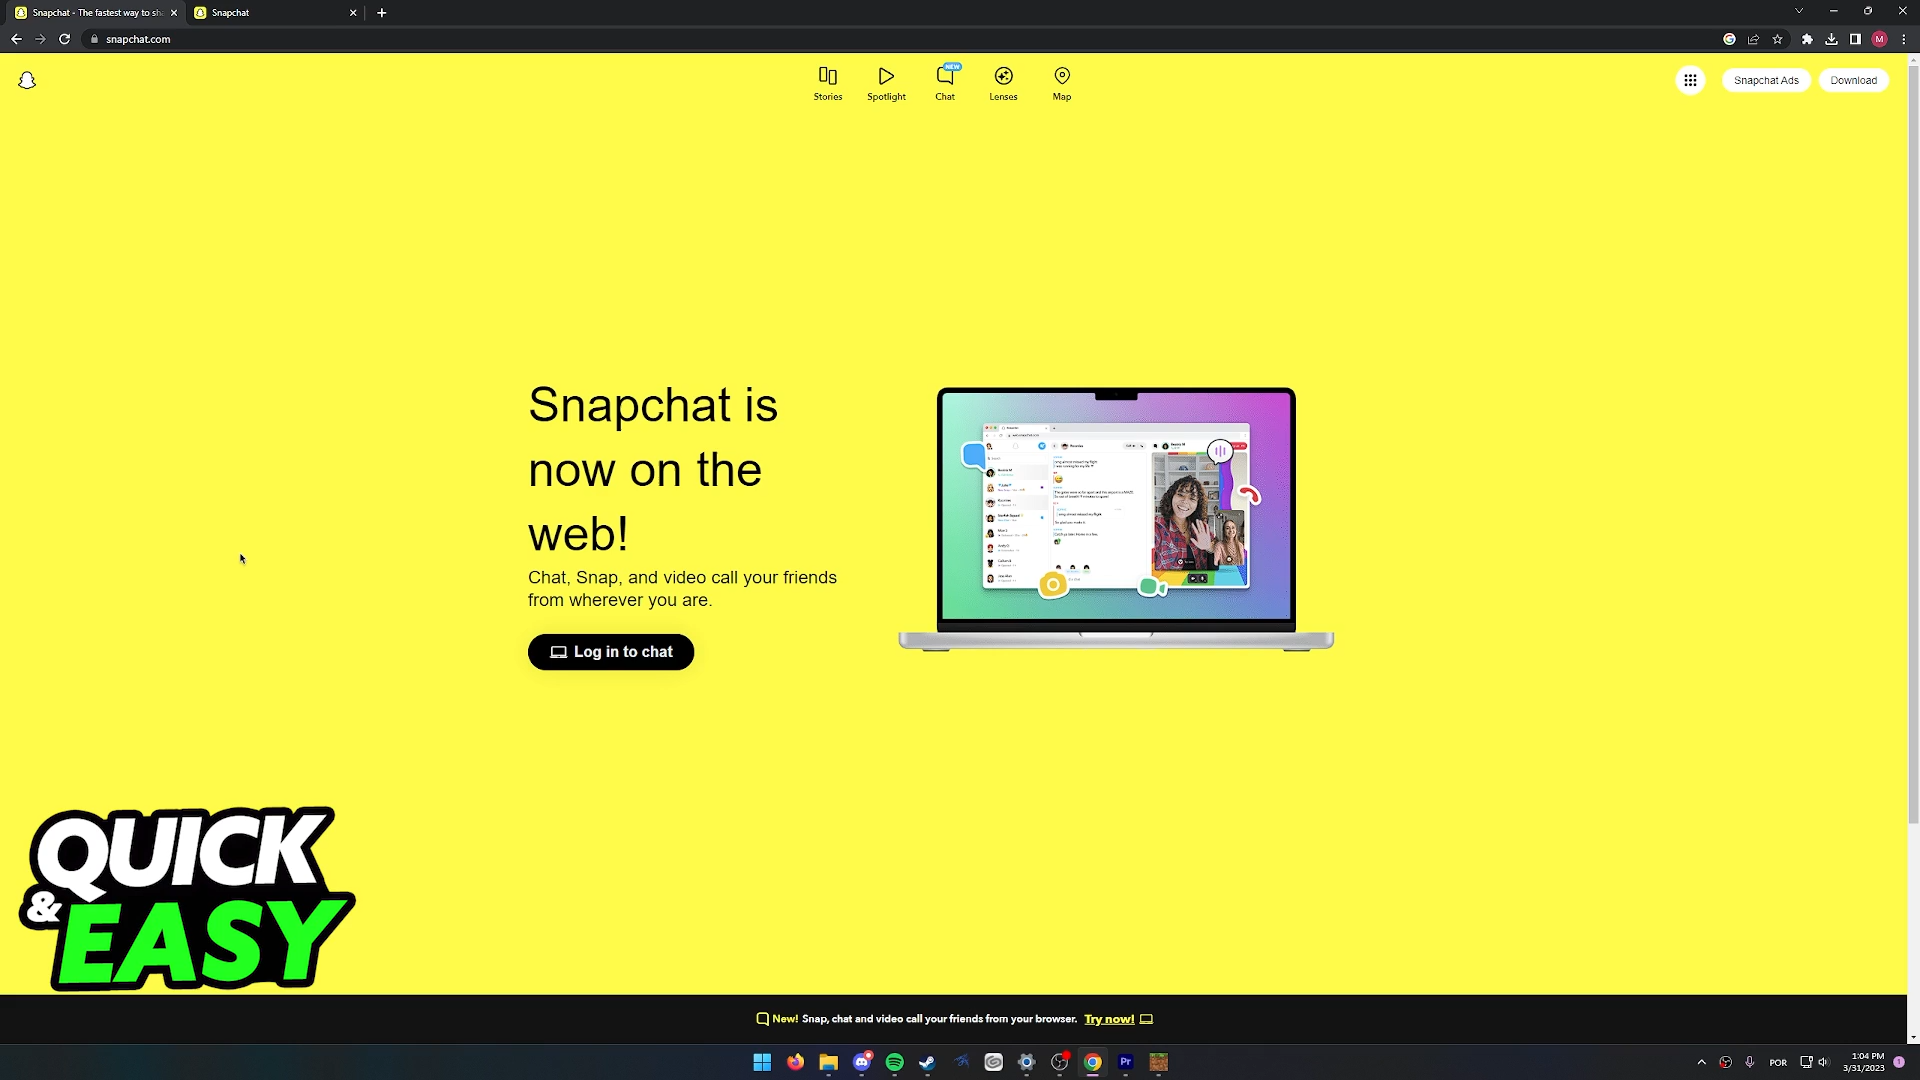 Snapchat - The fastest way to sh
Snapchat
snapchat.com
M
NEW
Stories
Spotlight
Chat
Lenses
Map
Snapchat Ads
Download
Snapchat is
now on the
web!
Chat, Snap, and video call your friends
from wherever you are.
Log in to chat
QUICK
& EASY
New! Snap, chat and video call your friends from your browser. Try now!
Pr
POR
1:04 PM
3/31/2023
1